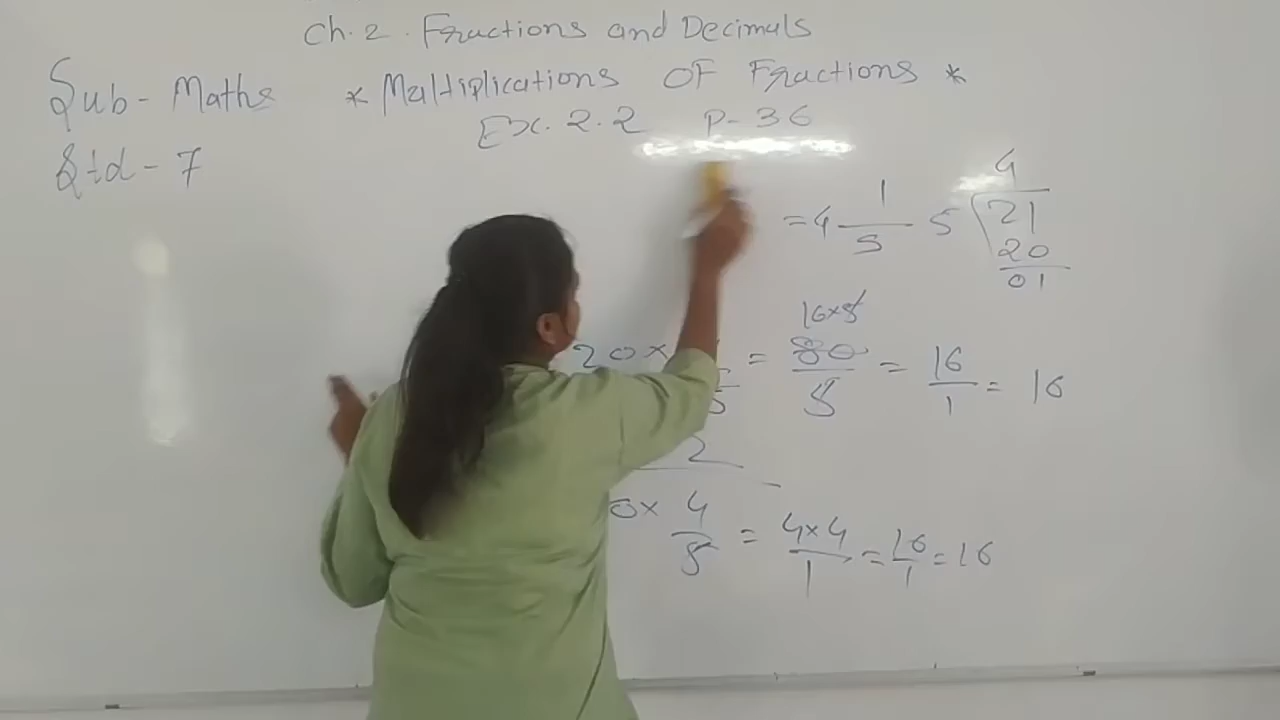 Ch. 2. Fractions and Decimals
Sub - Maths * Multiplications OF Fractions *
Ex. 2.2 P- 36
Std - 7
4
= 4 1/5 5 21
20
01
16×5
20× = 80/5 = 16/1 = 16
2
0× 4/5 = 4×4/1 = 16/1 = 16